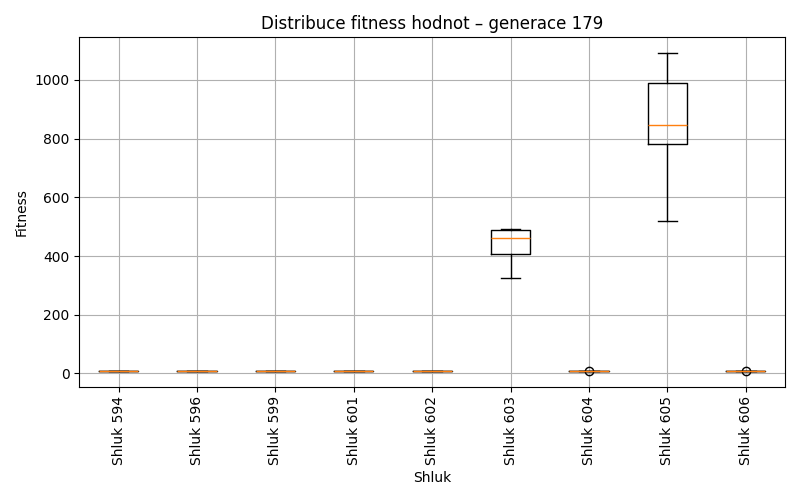 Distribuce fitness hodnot – generace 179
Fitness
1000
800
600
400
200
0
Shluk 594
Shluk 596
Shluk 599
Shluk 601
Shluk 602
Shluk 603
Shluk 604
Shluk 605
Shluk 606
Shluk